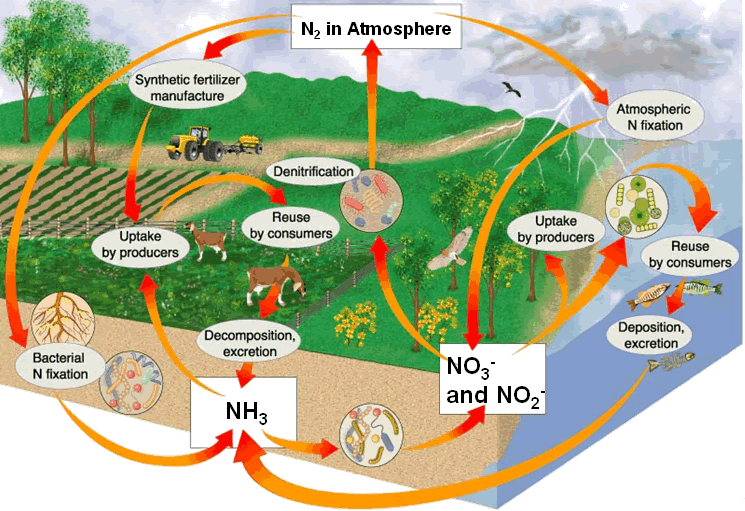 N₂ in Atmosphere
Synthetic fertilizer
manufacture
Atmospheric
N fixation
Denitrification
Reuse
by consumers
Uptake
by producers
Uptake
by producers
Reuse
by consumers
Decomposition,
excretion
Deposition,
excretion
Bacterial
N fixation
NO₃⁻
and NO₂⁻
NH₃